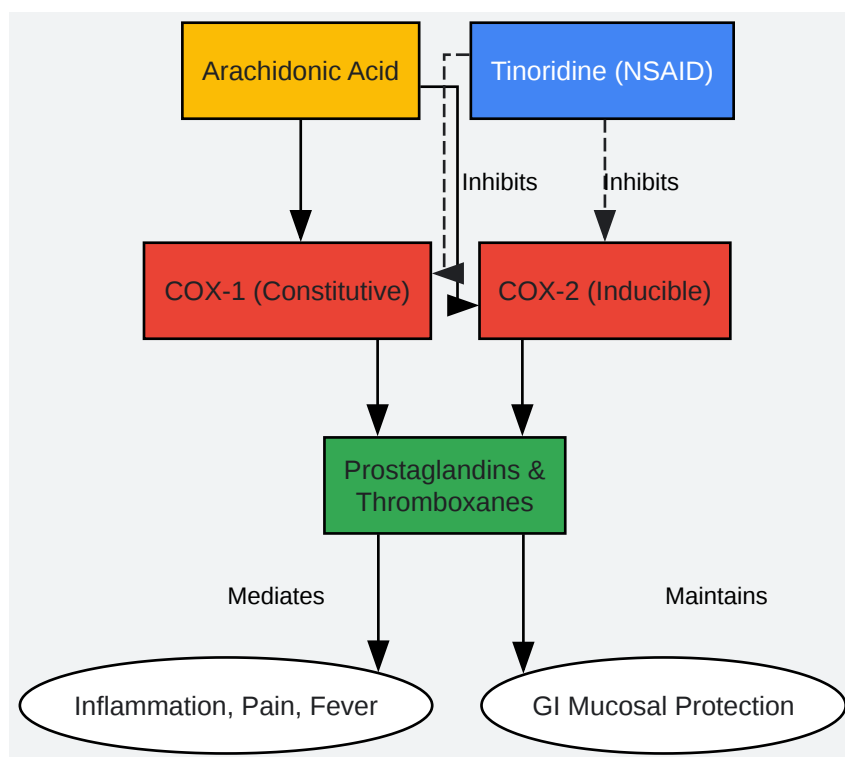 Arachidonic Acid
Tinoridine (NSAID)
Inhibits
Inhibits
COX-1 (Constitutive)
COX-2 (Inducible)
Prostaglandins &
Thromboxanes
Mediates
Maintains
Inflammation, Pain, Fever
GI Mucosal Protection